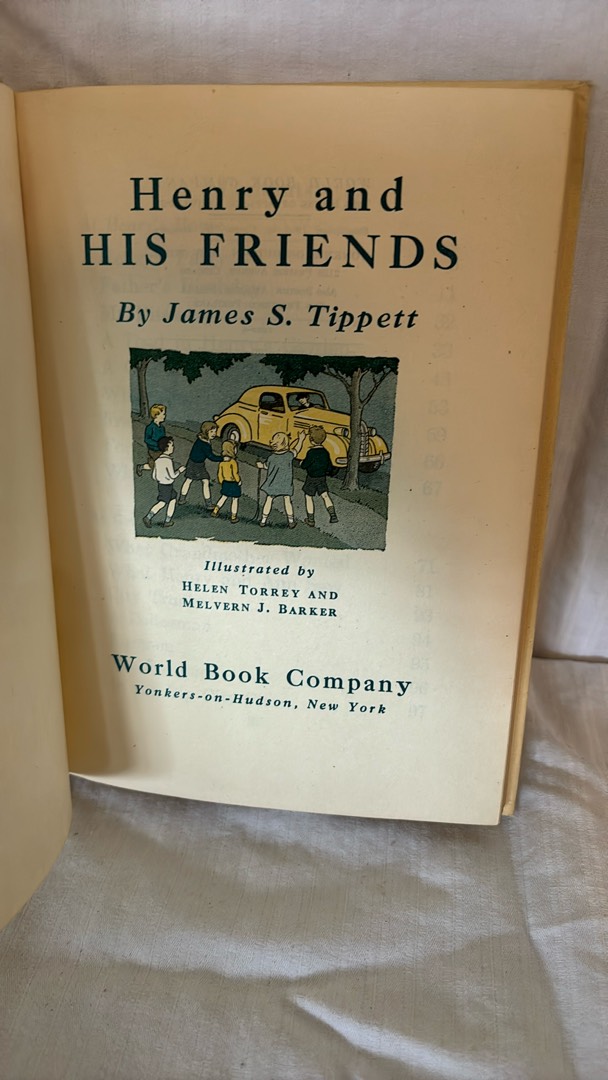 Henry and
HIS FRIENDS
By James S. Tippett
Illustrated by
HELEN TORREY AND
MELVERN J. BARKER
World Book Company
Yonkers-on-Hudson, New York